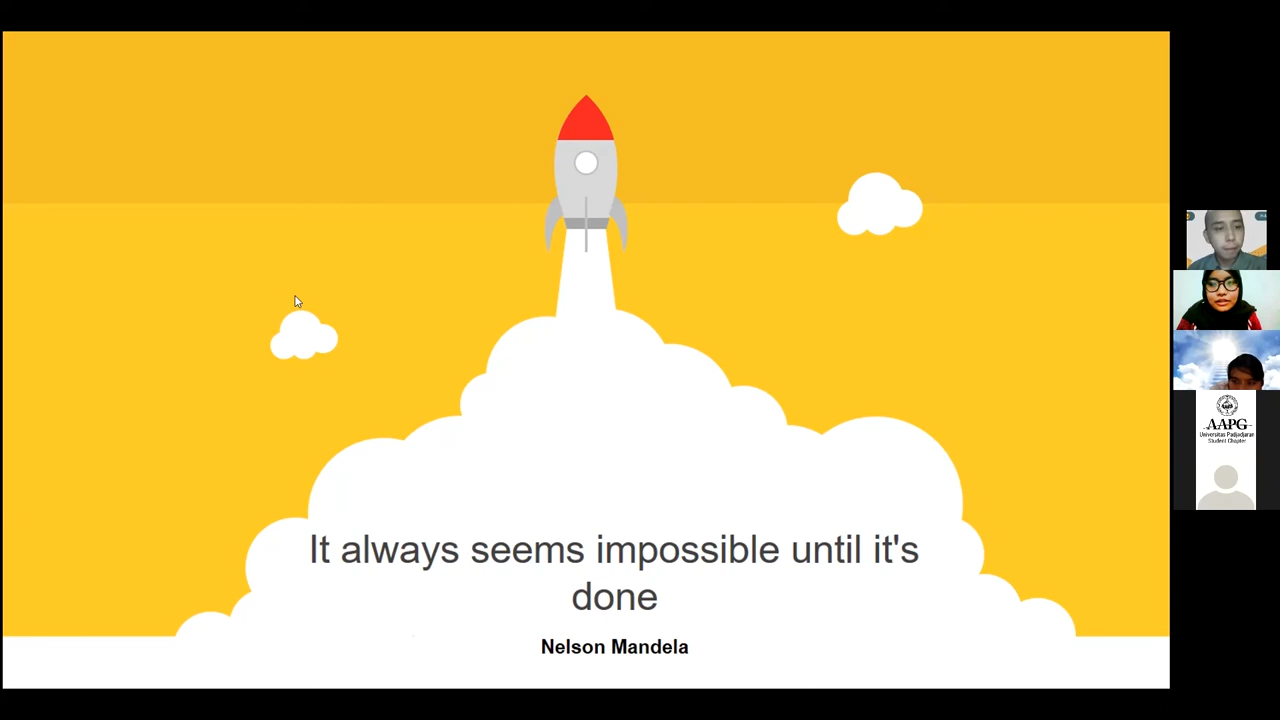 It always seems impossible until it's
done
Nelson Mandela
AAPG
Universitas Padjadjaran
Student Chapter